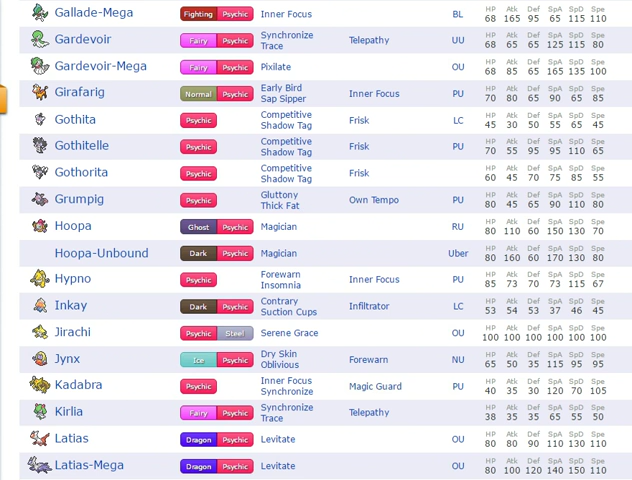 Gallade-Mega Fighting Psychic Inner Focus BL HP 68 Atk 165 Def 95 SpA 65 SpD 115 Spe 110
Gardevoir Fairy Psychic Synchronize Trace Telepathy UU HP 68 Atk 65 Def 65 SpA 125 SpD 115 Spe 80
Gardevoir-Mega Fairy Psychic Pixilate OU HP 68 Atk 85 Def 65 SpA 165 SpD 135 Spe 100
Girafarig Normal Psychic Early Bird Sap Sipper Inner Focus PU HP 70 Atk 80 Def 65 SpA 90 SpD 65 Spe 85
Gothita Psychic Competitive Shadow Tag Frisk LC HP 45 Atk 30 Def 50 SpA 55 SpD 65 Spe 45
Gothitelle Psychic Competitive Shadow Tag Frisk PU HP 70 Atk 55 Def 95 SpA 95 SpD 110 Spe 65
Gothorita Psychic Competitive Shadow Tag Frisk HP 60 Atk 45 Def 70 SpA 75 SpD 85 Spe 55
Grumpig Psychic Gluttony Thick Fat Own Tempo PU HP 80 Atk 45 Def 65 SpA 90 SpD 110 Spe 80
Hoopa Ghost Psychic Magician RU HP 80 Atk 110 Def 60 SpA 150 SpD 130 Spe 70
Hoopa-Unbound Dark Psychic Magician Uber HP 80 Atk 160 Def 60 SpA 170 SpD 130 Spe 80
Hypno Psychic Forewarn Insomnia Inner Focus PU HP 85 Atk 73 Def 70 SpA 73 SpD 115 Spe 67
Inkay Dark Psychic Contrary Suction Cups Infiltrator LC HP 53 Atk 54 Def 53 SpA 37 SpD 46 Spe 45
Jirachi Psychic Steel Serene Grace OU HP 100 Atk 100 Def 100 SpA 100 SpD 100 Spe 100
Jynx Ice Psychic Dry Skin Oblivious Forewarn NU HP 65 Atk 50 Def 35 SpA 115 SpD 95 Spe 95
Kadabra Psychic Inner Focus Synchronize Magic Guard PU HP 40 Atk 35 Def 30 SpA 120 SpD 70 Spe 105
Kirlia Fairy Psychic Synchronize Trace Telepathy HP 38 Atk 35 Def 35 SpA 65 SpD 55 Spe 50
Latias Dragon Psychic Levitate OU HP 80 Atk 80 Def 90 SpA 110 SpD 130 Spe 110
Latias-Mega Dragon Psychic Levitate OU HP 80 Atk 100 Def 120 SpA 140 SpD 150 Spe 110